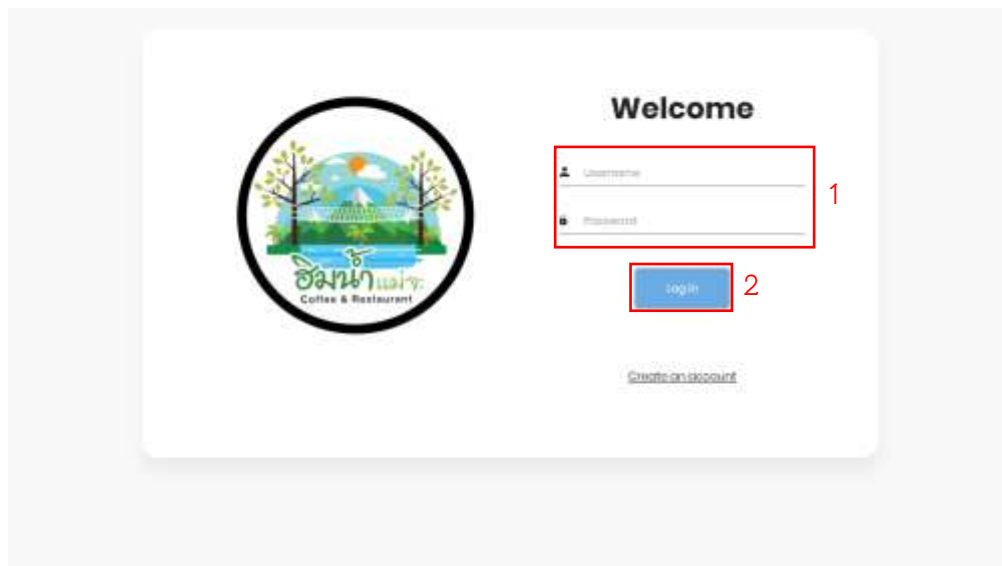 Welcome
Username
1
Password
Log in
2
ฮิมน้ำแม่จะ
Coffee & Restaurant
Create an account